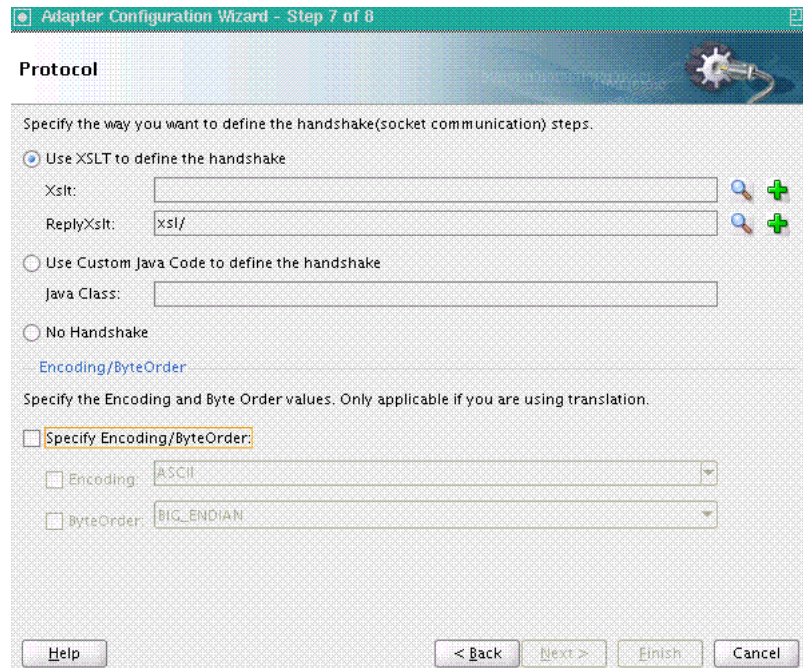 Adapter Configuration Wizard - Step 7 of 8
Protocol
Specify the way you want to define the handshake(socket communication) steps.
Use XSLT to define the handshake
Xslt:
ReplyXslt: xsl/
Use Custom Java Code to define the handshake
Java Class:
No Handshake
Encoding/ByteOrder
Specify the Encoding and Byte Order values. Only applicable if you are using translation.
Specify Encoding/ByteOrder:
Encoding: ASCII
ByteOrder: BIG_ENDIAN
Help < Back Next > Finish Cancel